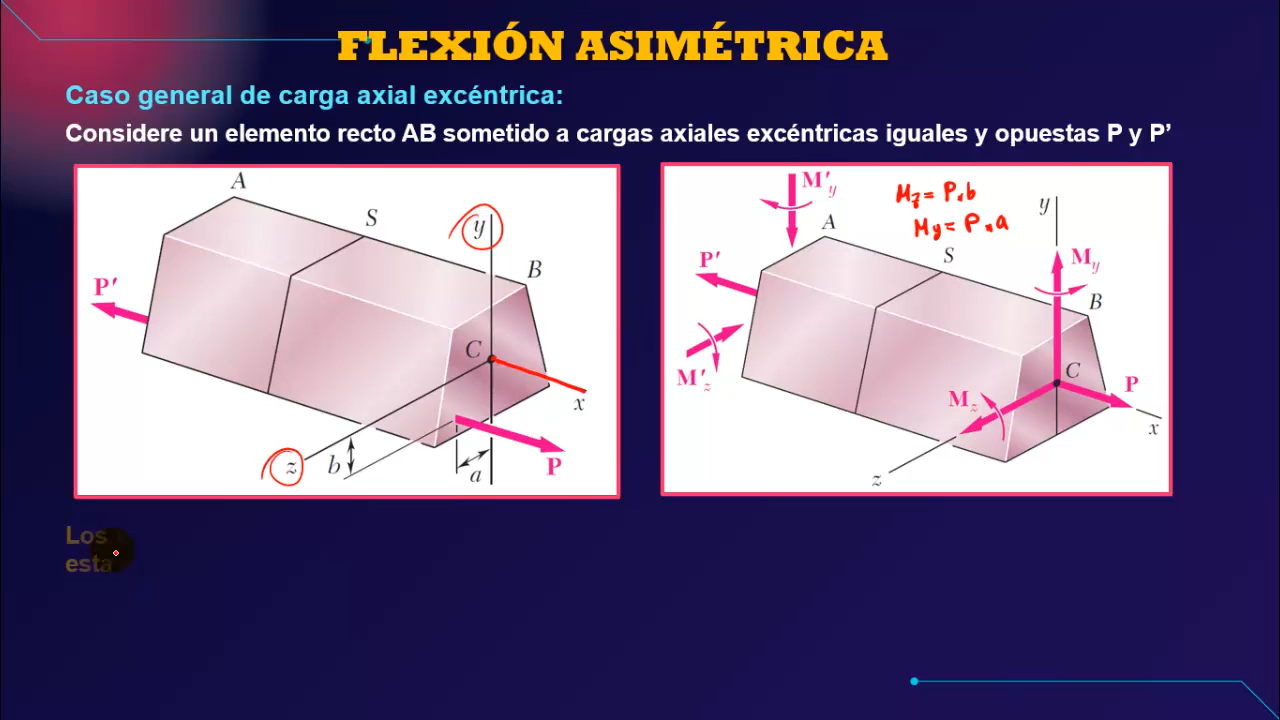 FLEXIÓN ASIMÉTRICA
Caso general de carga axial excéntrica:
Considere un elemento recto AB sometido a cargas axiales excéntricas iguales y opuestas P y P’
A
S
y
B
P′
C
x
z
b
a
P
M′y
Mz = P.b
My = P x a
y
A
S
P′
My
B
M′z
C
P
Mz
x
z
Los
esta